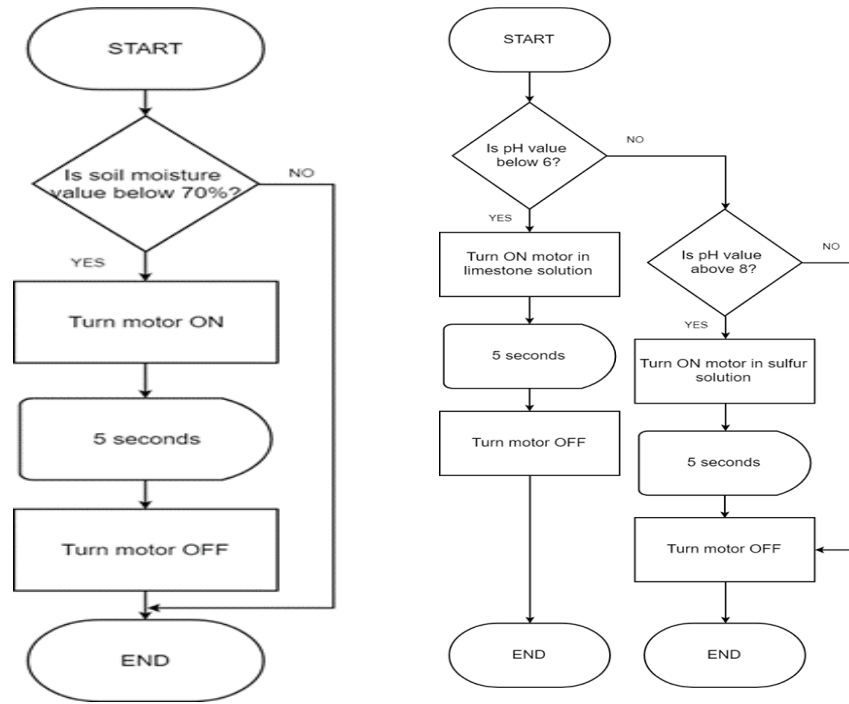 START
Is soil moisture
value below 70%?
NO
YES
Turn motor ON
5 seconds
Turn motor OFF
END
START
Is pH value
below 6?
NO
YES
Turn ON motor in
limestone solution
5 seconds
Turn motor OFF
END
Is pH value
above 8?
NO
YES
Turn ON motor in sulfur
solution
5 seconds
Turn motor OFF
END